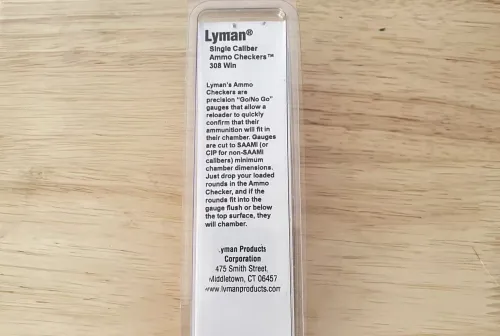 Lyman®
Single Caliber
Ammo Checkers™
308 Win
Lyman's Ammo
Checkers are
precision "Go/No Go"
gauges that allow a
reloader to quickly
confirm that their
ammunition will fit in
their chamber. Gauges
are cut to SAAMI (or
CIP for non-SAAMI
calibers) minimum
chamber dimensions.
Just drop your loaded
rounds in the Ammo
Checker, and if the
rounds fit into the
gauge flush or below
the top surface, they
will chamber.
yman Products
Corporation
475 Smith Street,
Middletown, CT 06457
www.lymanproducts.com